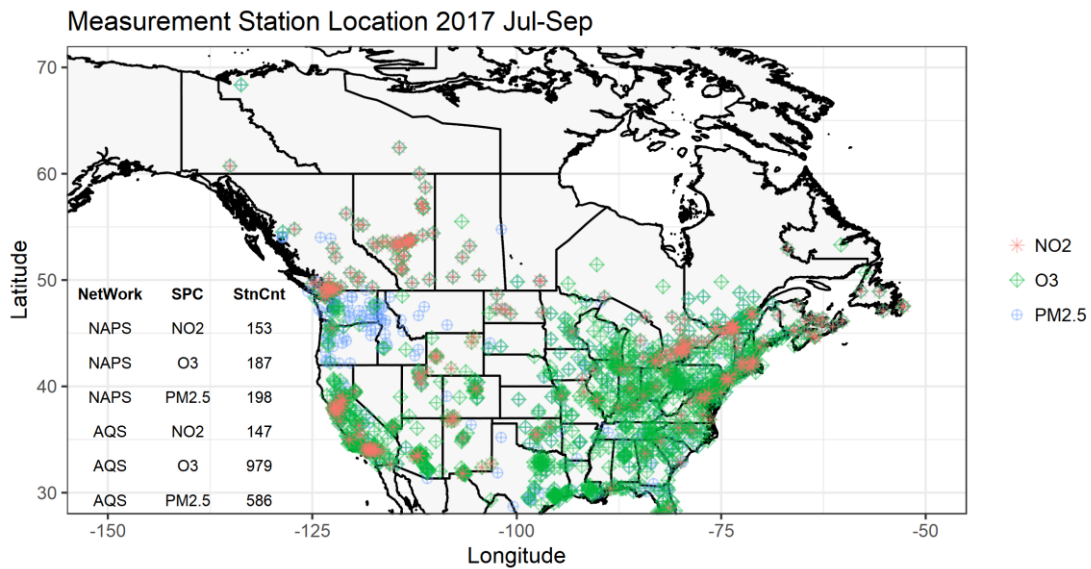 Measurement Station Location 2017 Jul-Sep
70
60
50
40
30
Latitude
NetWork SPC StnCnt
NAPS NO2 153
NAPS O3 187
NAPS PM2.5 198
AQS NO2 147
AQS O3 979
AQS PM2.5 586
-150 -125 -100 -75 -50
Longitude
NO2
O3
PM2.5